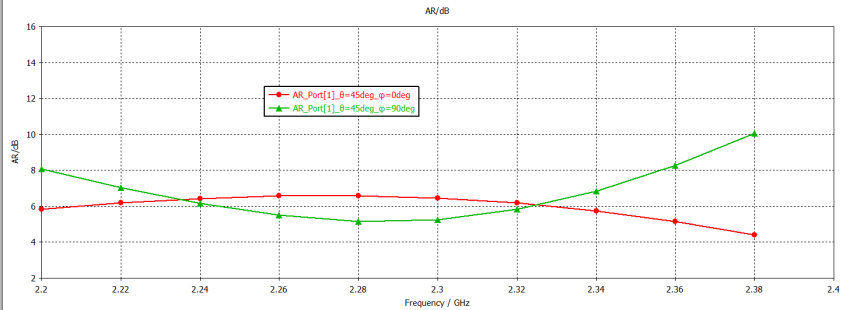 AR/dB
16
14
12
10
8
6
4
2
AR/dB
AR_Port[1]_θ=45deg_φ=0deg
AR_Port[1]_θ=45deg_φ=90deg
2.2 2.22 2.24 2.26 2.28 2.3 2.32 2.34 2.36 2.38 2.4
Frequency / GHz